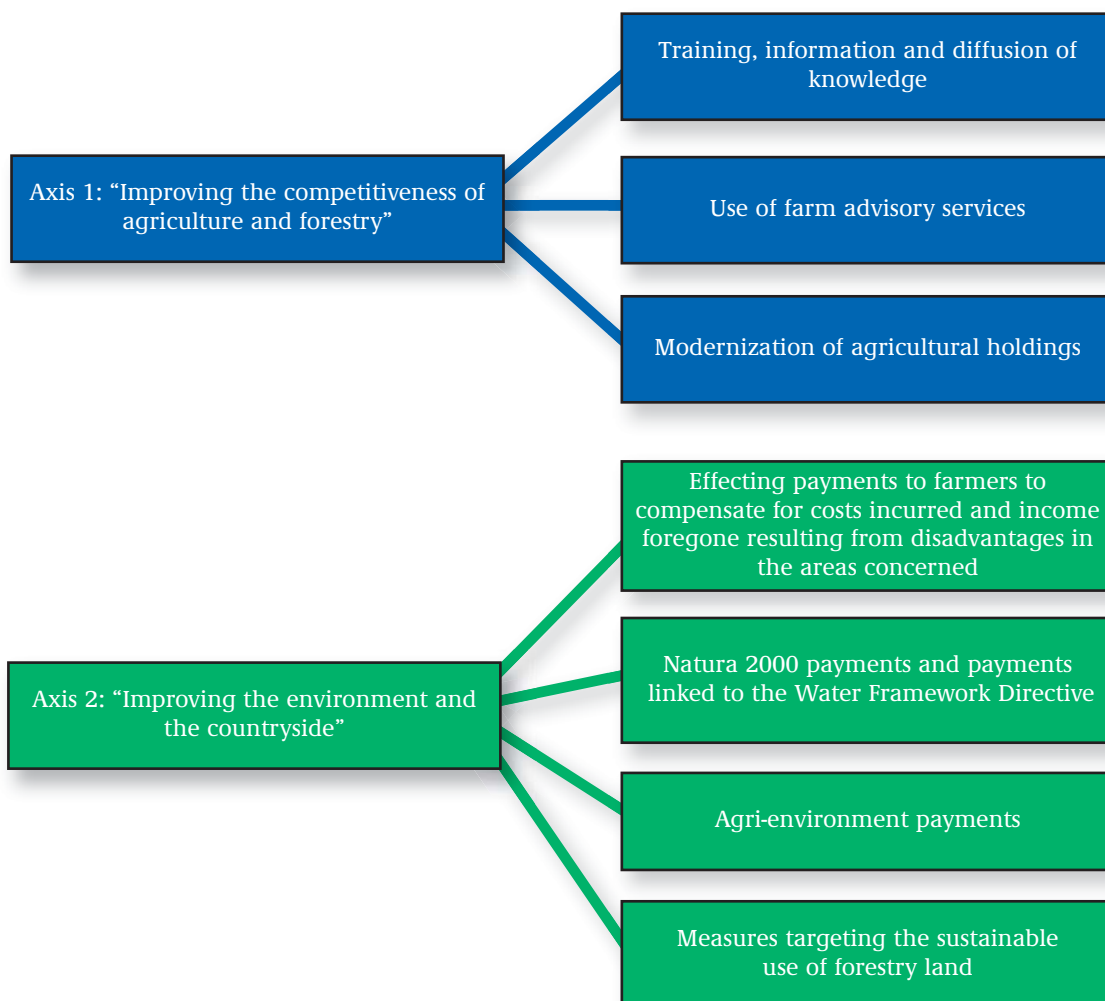 Training, information and diffusion of
knowledge
Axis 1: “Improving the competitiveness of
agriculture and forestry”
Use of farm advisory services
Modernization of agricultural holdings
Effecting payments to farmers to
compensate for costs incurred and income
foregone resulting from disadvantages in
the areas concerned
Natura 2000 payments and payments
linked to the Water Framework Directive
Axis 2: “Improving the environment and
the countryside”
Agri-environment payments
Measures targeting the sustainable
use of forestry land